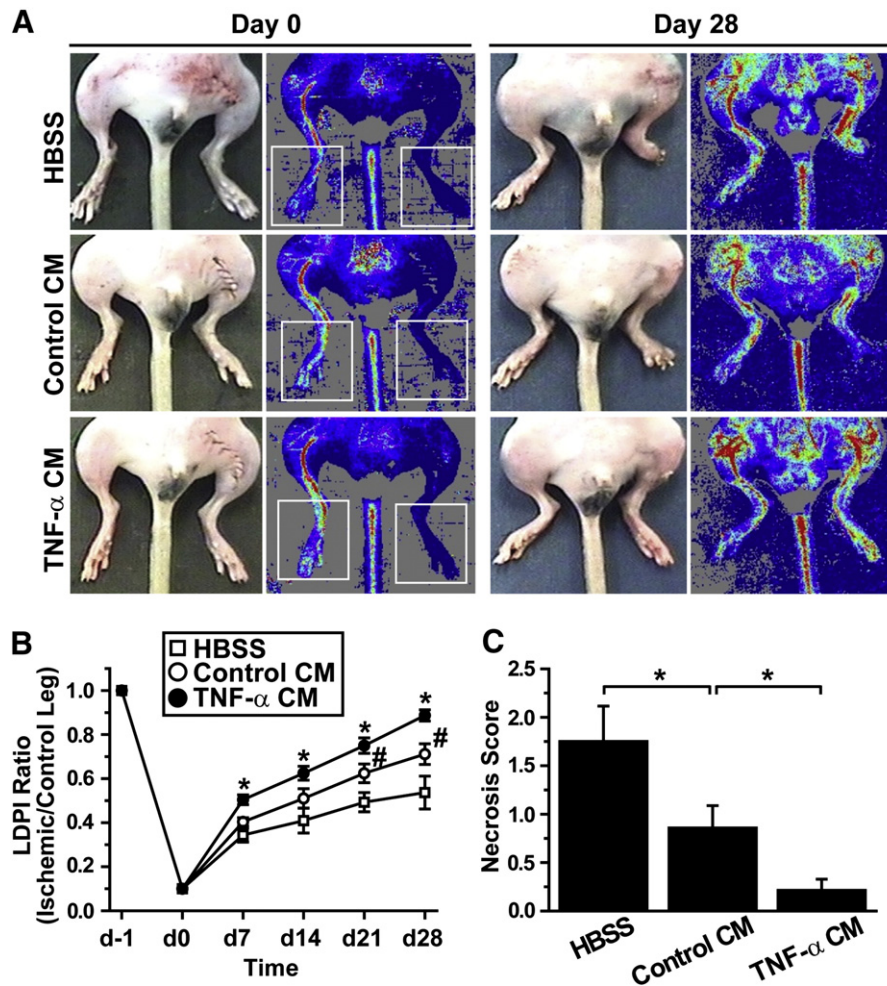 A
Day 0
Day 28
HBSS
Control CM
TNF-α CM
B
HBSS
Control CM
TNF-α CM
LDPI Ratio
(Ischemic/Control Leg)
1.0
0.8
0.6
0.4
0.2
0.0
* * * *
# #
d-1 d0 d7 d14 d21 d28
Time
C
Necrosis Score
2.5
2.0
1.5
1.0
0.5
0.0
* *
HBSS
Control CM
TNF-α CM